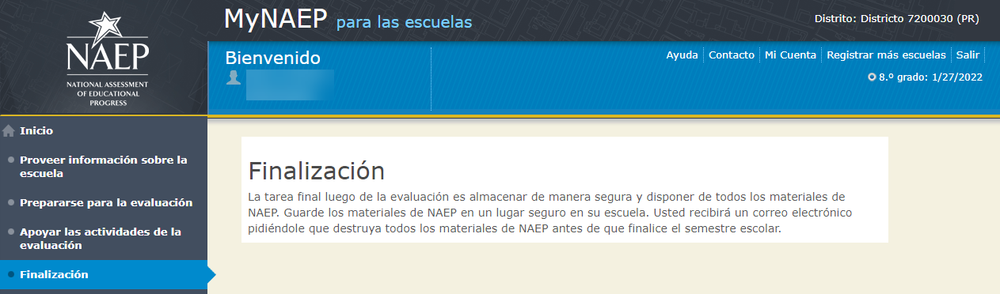 NAEP
NATIONAL ASSESSMENT
OF EDUCATIONAL
PROGRESS
MyNAEP para las escuelas
Distrito: Districto 7200030 (PR)
Bienvenido
Ayuda Contacto Mi Cuenta Registrar más escuelas Salir
8.º grado: 1/27/2022
Inicio
Proveer información sobre la
escuela
Prepararse para la evaluación
Apoyar las actividades de la
evaluación
Finalización
Finalización
La tarea final luego de la evaluación es almacenar de manera segura y disponer de todos los materiales de
NAEP. Guarde los materiales de NAEP en un lugar seguro en su escuela. Usted recibirá un correo electrónico
pidiéndole que destruya todos los materiales de NAEP antes de que finalice el semestre escolar.